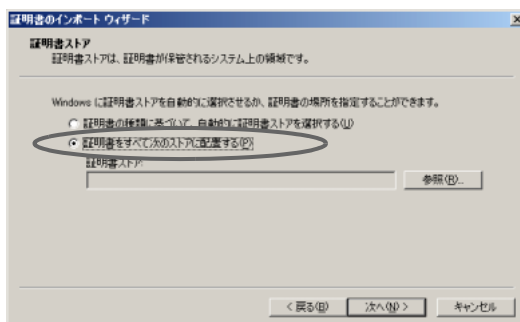 証明書のインポート ウィザード
証明書ストア
証明書ストアは、証明書が保管されるシステム上の領域です。
Windows に証明書ストアを自動的に選択させるか、証明書の場所を指定することができます。
証明書の種類に基づいて、自動的に証明書ストアを選択する(U)
証明書をすべて次のストアに配置する(P)
証明書ストア:
参照(R)...
< 戻る(B)
次へ(N) >
キャンセル